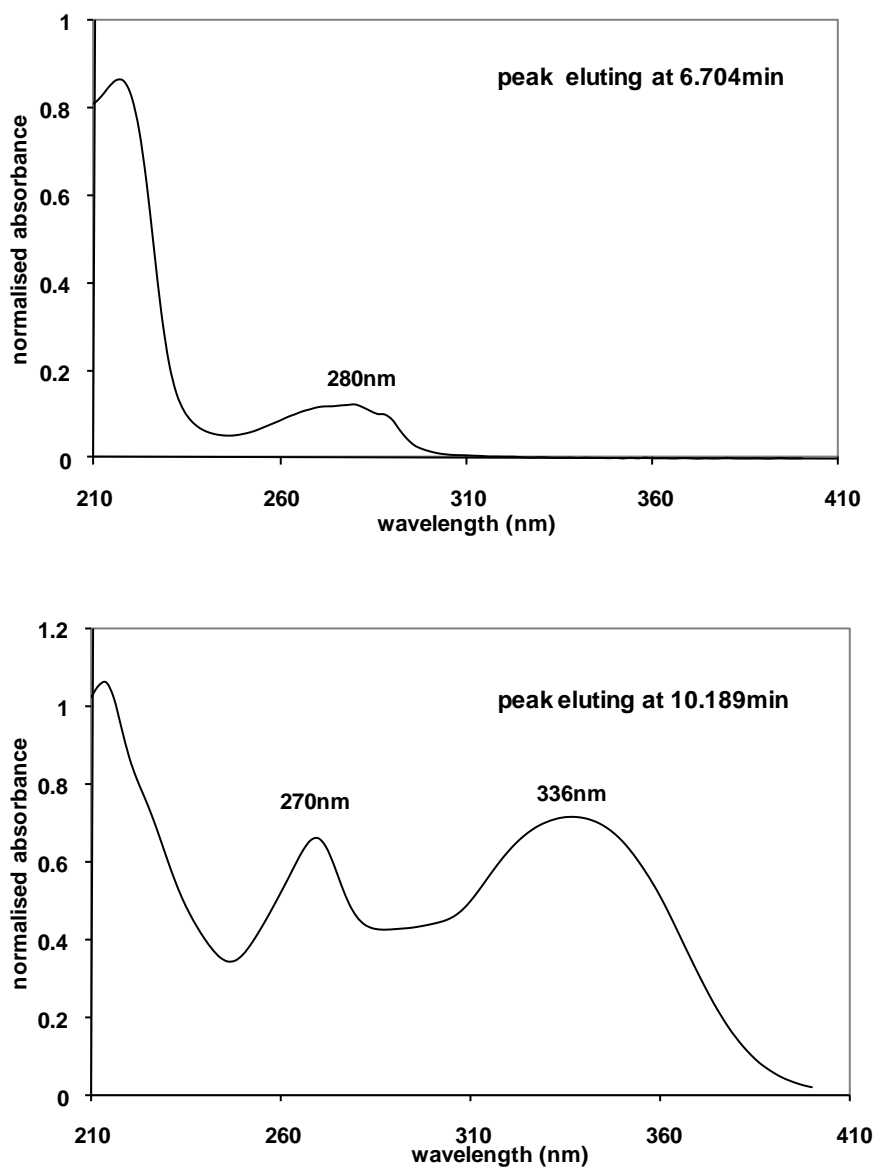 1
0.8
0.6
0.4
0.2
0
normalised absorbance
peak eluting at 6.704min
280nm
210 260 310 360 410
wavelength (nm)
1.2
1
0.8
0.6
0.4
0.2
0
normalised absorbance
peak eluting at 10.189min
270nm
336nm
210 260 310 360 410
wavelength (nm)